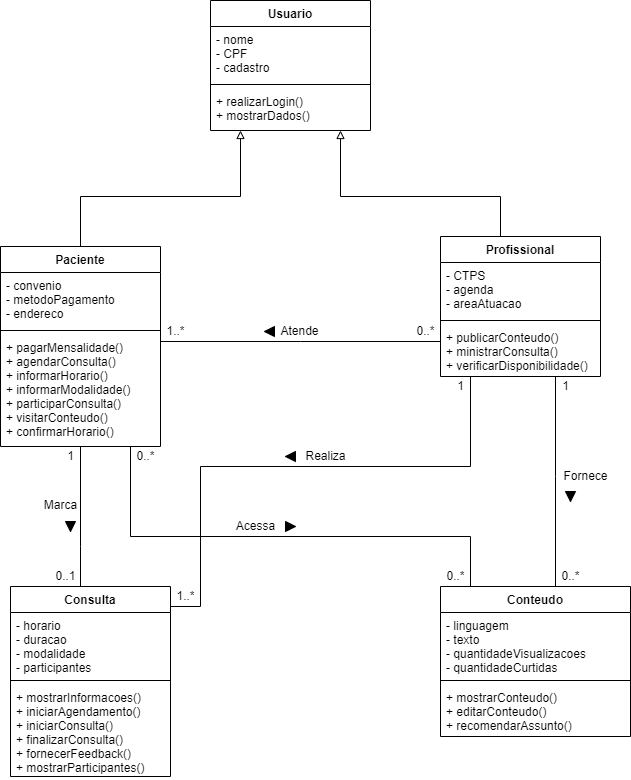 Usuario
- nome
- CPF
- cadastro
+ realizarLogin()
+ mostrarDados()
Paciente
- convenio
- metodoPagamento
- endereco
+ pagarMensalidade()
+ agendarConsulta()
+ informarHorario()
+ informarModalidade()
+ participarConsulta()
+ visitarConteudo()
+ confirmarHorario()
Profissional
- CTPS
- agenda
- areaAtuacao
+ publicarConteudo()
+ ministrarConsulta()
+ verificarDisponibilidade()
1..* Atende 0..*
1 0..* Realiza 1 1
Marca Fornece
Acessa
0..1 1..* 0..* 0..*
Consulta
- horario
- duracao
- modalidade
- participantes
+ mostrarInformacoes()
+ iniciarAgendamento()
+ iniciarConsulta()
+ finalizarConsulta()
+ fornecerFeedback()
+ mostrarParticipantes()
Conteudo
- linguagem
- texto
- quantidadeVisualizacoes
- quantidadeCurtidas
+ mostrarConteudo()
+ editarConteudo()
+ recomendarAssunto()